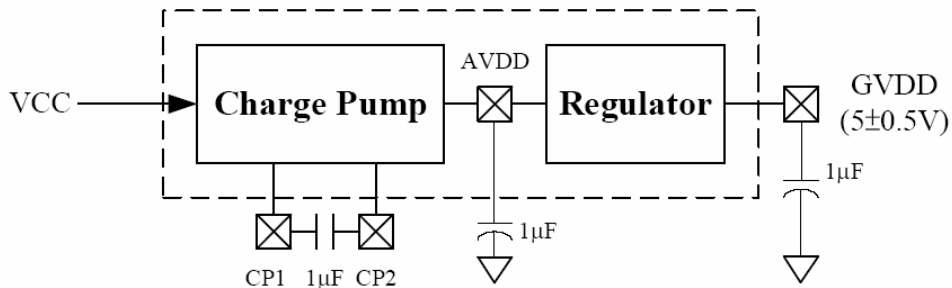 AVDD
VCC
Charge Pump
Regulator
GVDD
(5±0.5V)
1µF
1µF
CP1 1µF CP2